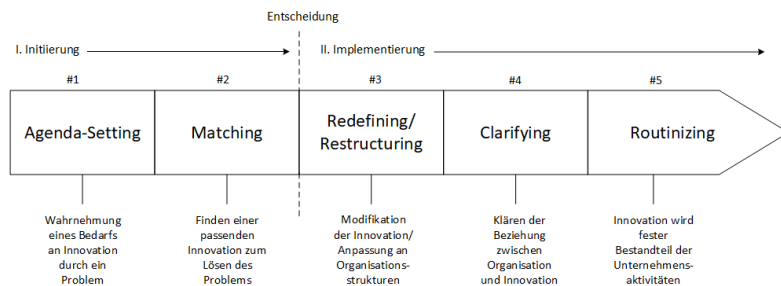 Entscheidung
I. Initiierung
II. Implementierung
#1
#2
#3
#4
#5
Agenda-Setting
Matching
Redefining/
Restructuring
Clarifying
Routinizing
Wahrnehmung
eines Bedarfs
an Innovation
durch ein
Problem
Finden einer
passenden
Innovation zum
Lösen des
Problems
Modifikation
der Innovation/
Anpassung an
Organisations-
strukturen
Klären der
Beziehung
zwischen
Organisation
und Innovation
Innovation wird
fester
Bestandteil der
Unternehmens-
aktivitäten